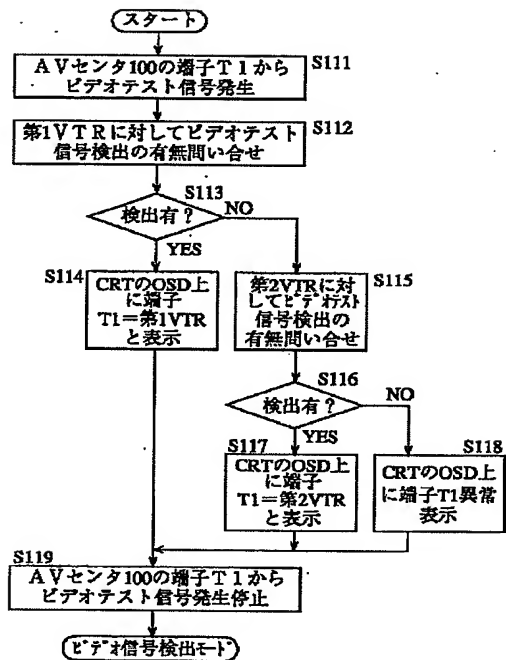 スタート
S111
AVセンタ100の端子T1から
ビデオテスト信号発生
S112
第1VTRに対してビデオテスト
信号検出の有無問い合せ
S113
検出有?
NO
YES
S114
CRTのOSD上
に端子
T1=第1VTR
と表示
S115
第2VTRに対
してビデオテスト
信号検出の
有無問い合せ
S116
検出有?
NO
YES
S117
CRTのOSD上
に端子
T1=第2VTR
と表示
S118
CRTのOSD上
に端子T1異常
表示
S119
AVセンタ100の端子T1から
ビデオテスト信号発生停止
ビデオ信号検出モード